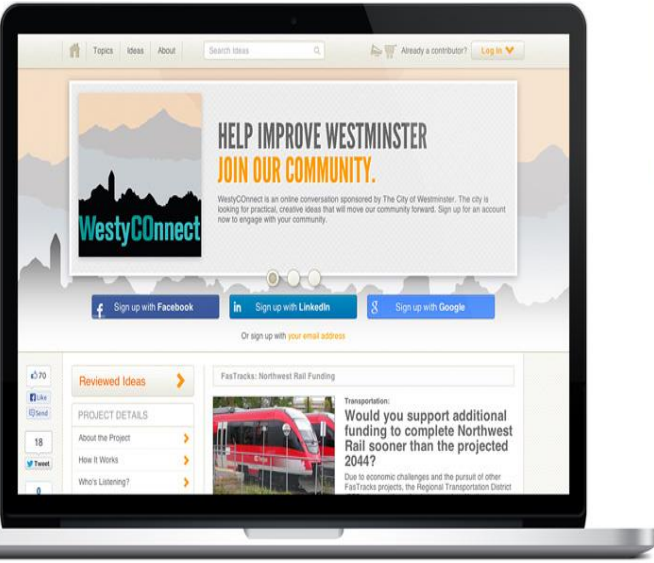 Topics Ideas About Search Ideas Already a contributor? Log in
HELP IMPROVE WESTMINSTER
JOIN OUR COMMUNITY.
WestyCOnnect is an online conversation sponsored by The City of Westminster. The city is
looking for practical, creative ideas that will move our community forward. Sign up for an account
now to engage with your community.
WestyCOnnect
Sign up with Facebook
in Sign up with LinkedIn
g Sign up with Google
Or sign up with your email address
70
Like
Send
18
Tweet
0
Reviewed Ideas
PROJECT DETAILS
About the Project
How It Works
Who's Listening?
FasTracks: Northwest Rail Funding
Transportation:
Would you support additional
funding to complete Northwest
Rail sooner than the projected
2044?
Due to economic challenges and the pursuit of other
FasTracks projects, the Regional Transportation District